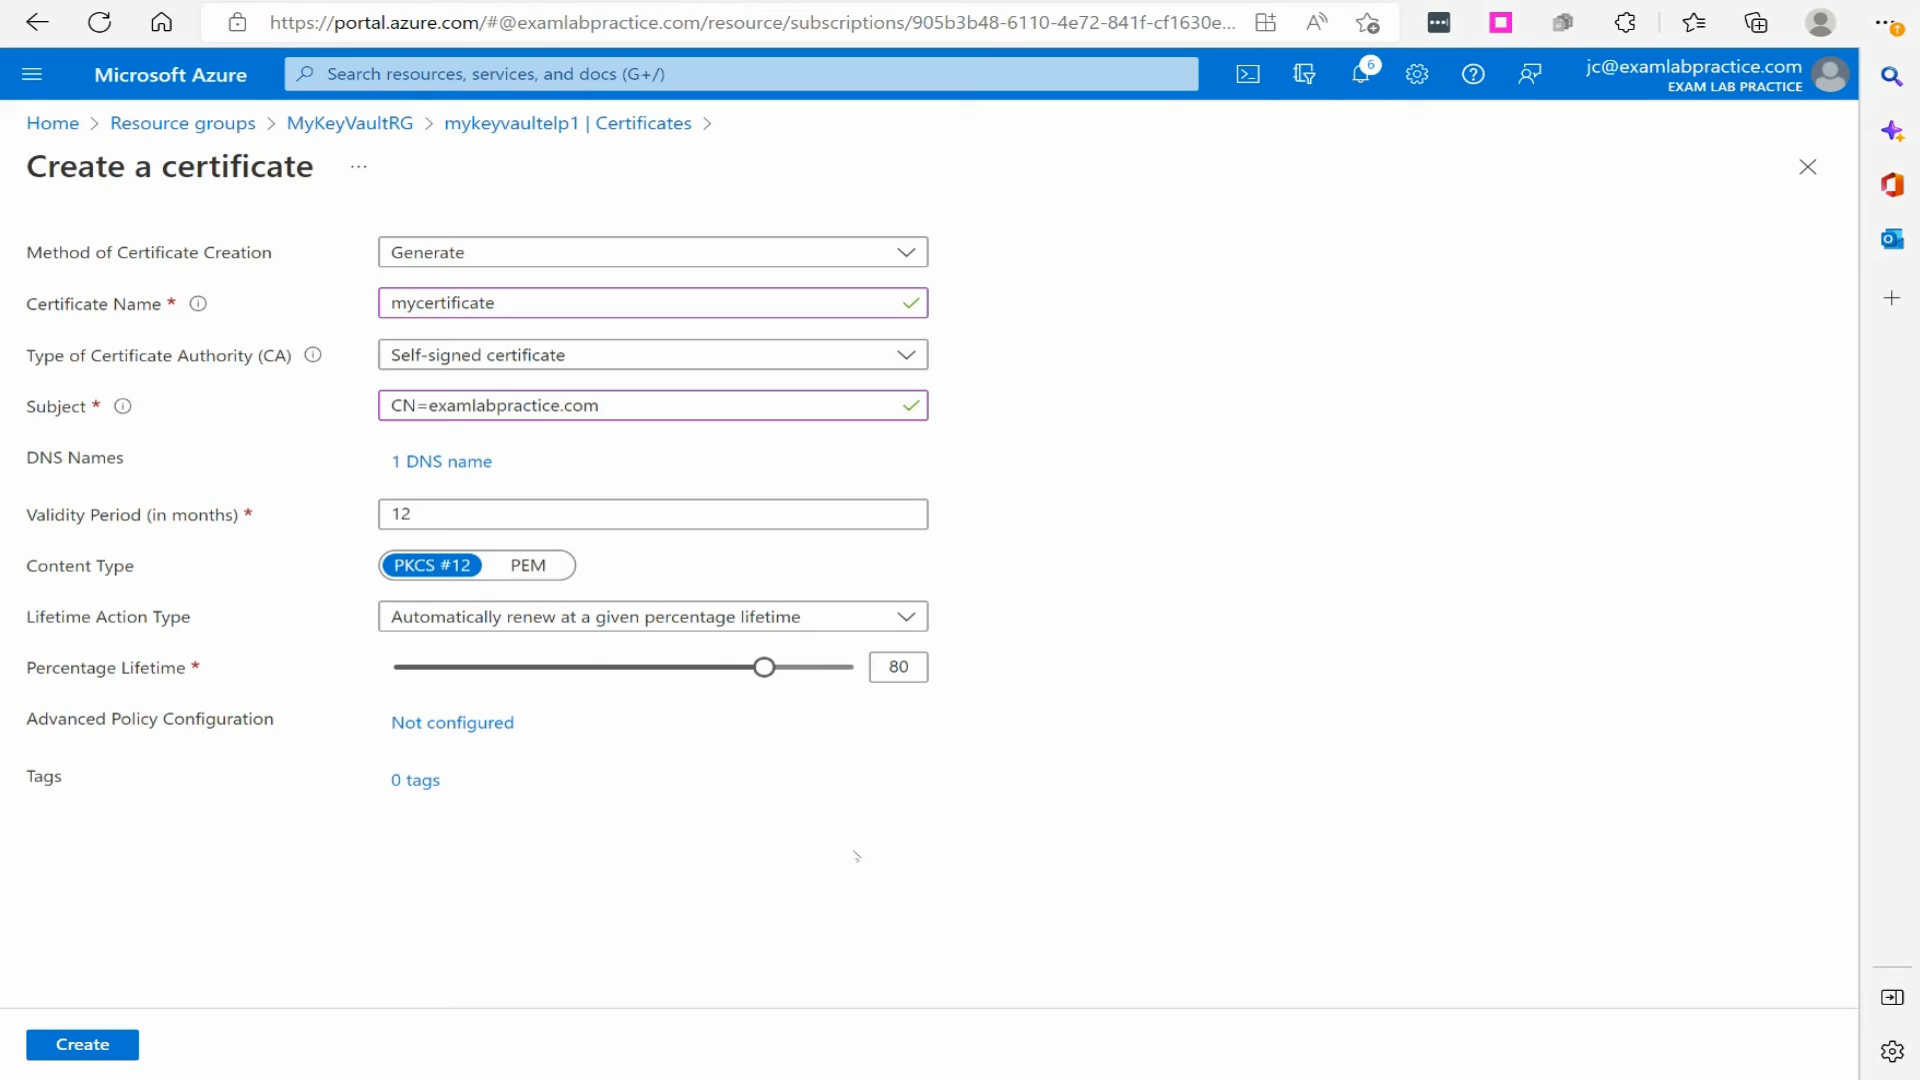 https://portal.azure.com/#@examlabpractice.com/resource/subscriptions/905b3b48-6110-4e72-841f-cf1630e...
Microsoft Azure
Search resources, services, and docs (G+/)
6
jc@examlabpractice.com
EXAM LAB PRACTICE
Home > Resource groups > MyKeyVaultRG > mykeyvaultelp1 | Certificates >
Create a certificate ...
Method of Certificate Creation
Generate
Certificate Name *
mycertificate
Type of Certificate Authority (CA)
Self-signed certificate
Subject *
CN=examlabpractice.com
DNS Names
1 DNS name
Validity Period (in months) *
12
Content Type
PKCS #12 PEM
Lifetime Action Type
Automatically renew at a given percentage lifetime
Percentage Lifetime *
80
Advanced Policy Configuration
Not configured
Tags
0 tags
Create